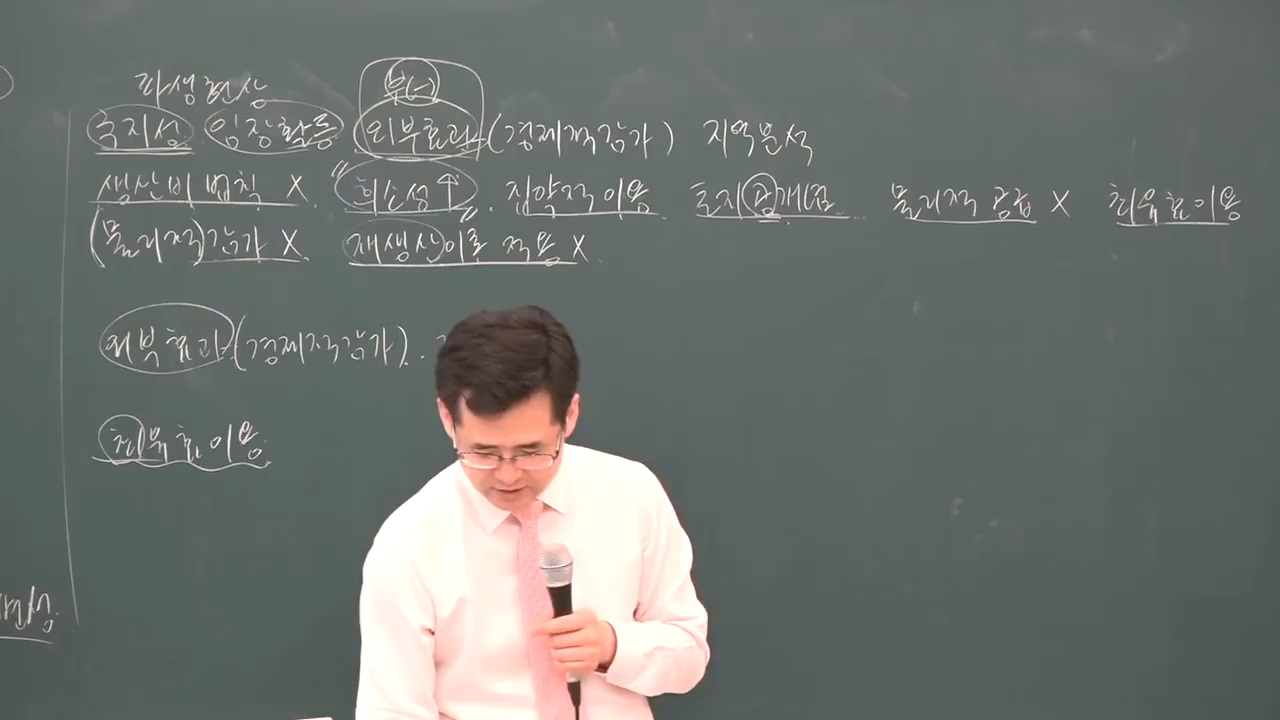 파생현상 부(-)
국지성 임장활동 외부효과 (경제적감가) 지역분석
생산비 법칙 X. "희소성↑". 집약적 이용 토지공개념 물리적 공급 X 최유효이용
(물리적)감가 X. 재생산이론 적용 X.
외부효과(경제적감가).
최유효이용